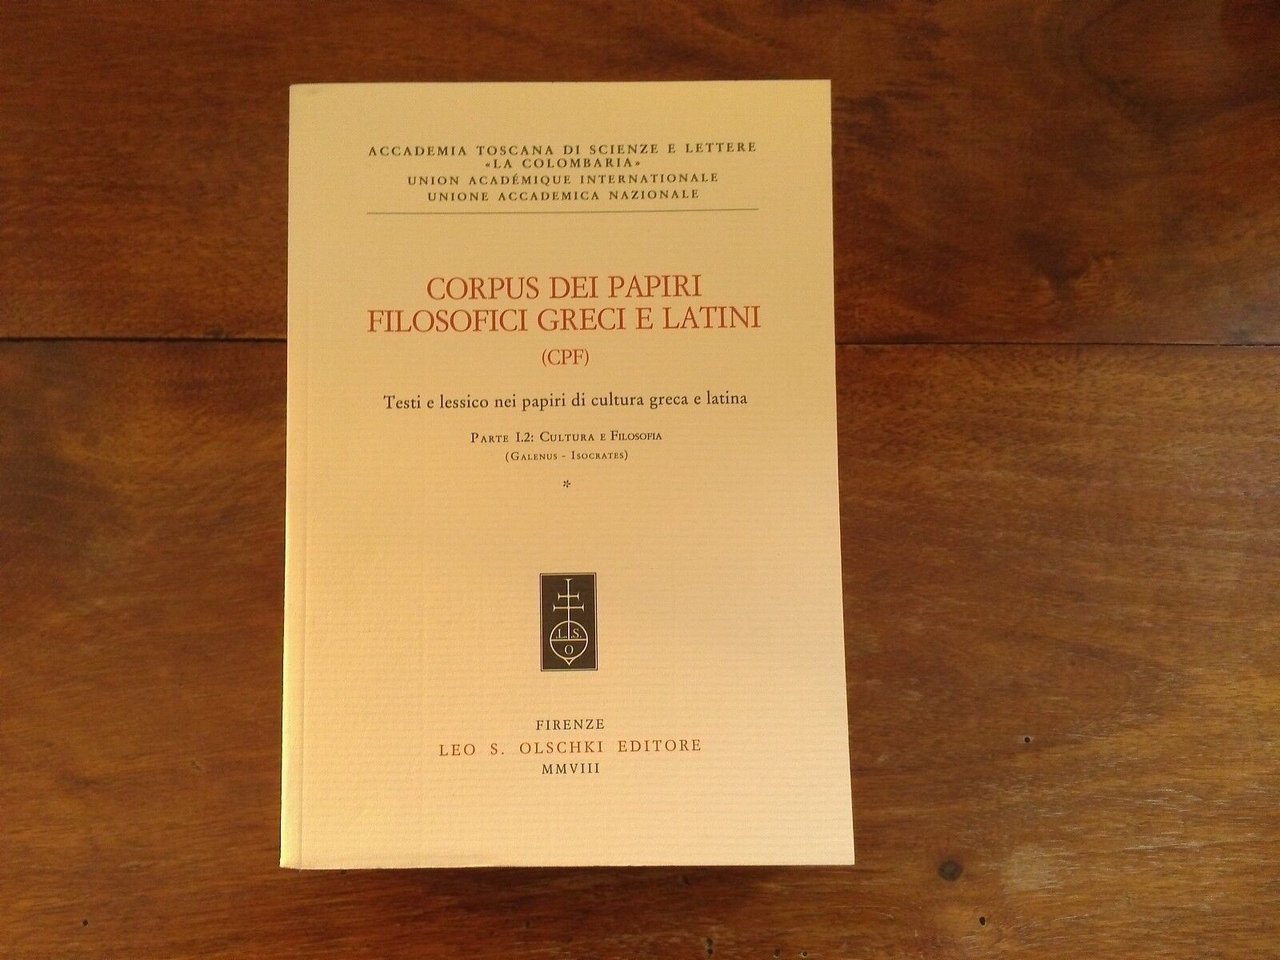 ACCADEMIA TOSCANA DI SCIENZE E LETTERE
«LA COLOMBARIA»
UNION ACADÉMIQUE INTERNATIONALE
UNIONE ACCADEMICA NAZIONALE
CORPUS DEI PAPIRI
FILOSOFICI GRECI E LATINI
(CPF)
Testi e lessico nei papiri di cultura greca e latina
PARTE I.2: CULTURA E FILOSOFIA
(GALENUS - ISOCRATES)
*
L S
O
FIRENZE
LEO S. OLSCHKI EDITORE
MMVIII